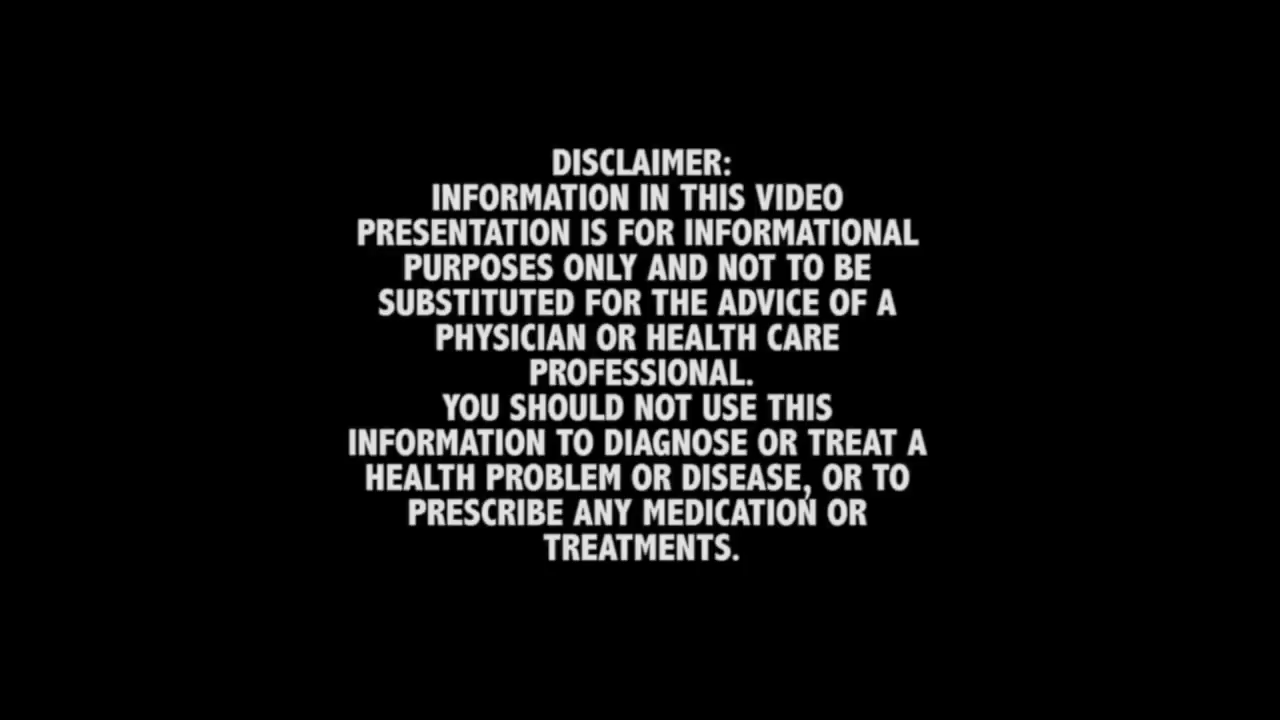 DISCLAIMER:
INFORMATION IN THIS VIDEO
PRESENTATION IS FOR INFORMATIONAL
PURPOSES ONLY AND NOT TO BE
SUBSTITUTED FOR THE ADVICE OF A
PHYSICIAN OR HEALTH CARE
PROFESSIONAL.
YOU SHOULD NOT USE THIS
INFORMATION TO DIAGNOSE OR TREAT A
HEALTH PROBLEM OR DISEASE, OR TO
PRESCRIBE ANY MEDICATION OR
TREATMENTS.